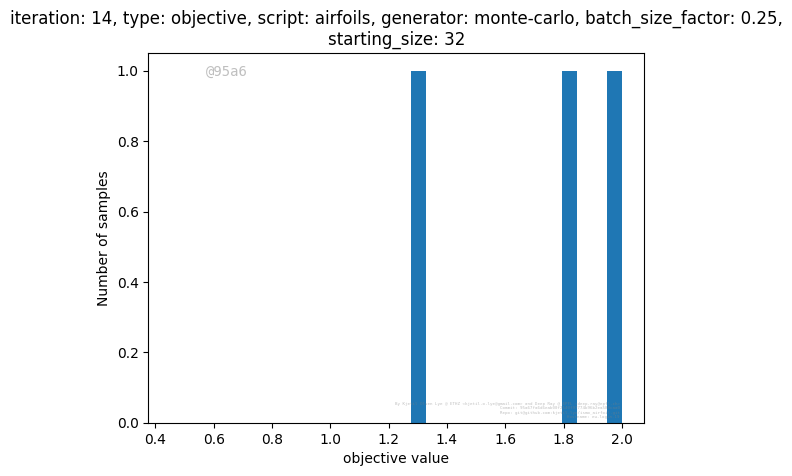 iteration: 14, type: objective, script: airfoils, generator: monte-carlo, batch_size_factor: 0.25,
starting_size: 32
@95a6
1.0
0.8
0.6
0.4
0.2
0.0
Number of samples
0.4 0.6 0.8 1.0 1.2 1.4 1.6 1.8 2.0
objective value